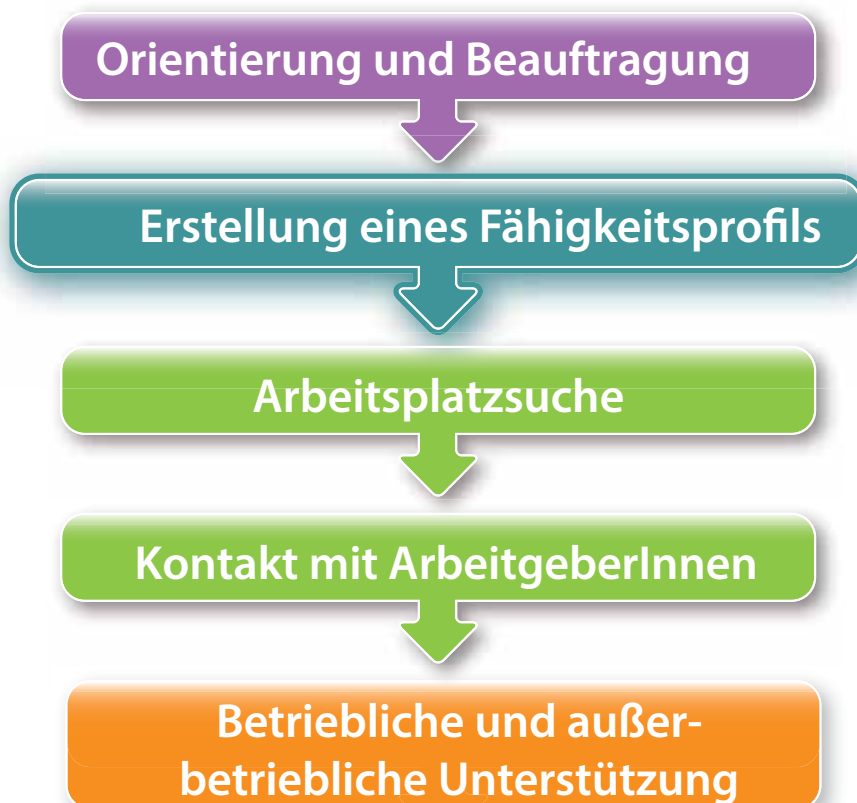 Orientierung und Beauftragung
Erstellung eines Fähigkeitsprofils
Arbeitsplatzsuche
Kontakt mit ArbeitgeberInnen
Betriebliche und außer-
betriebliche Unterstützung